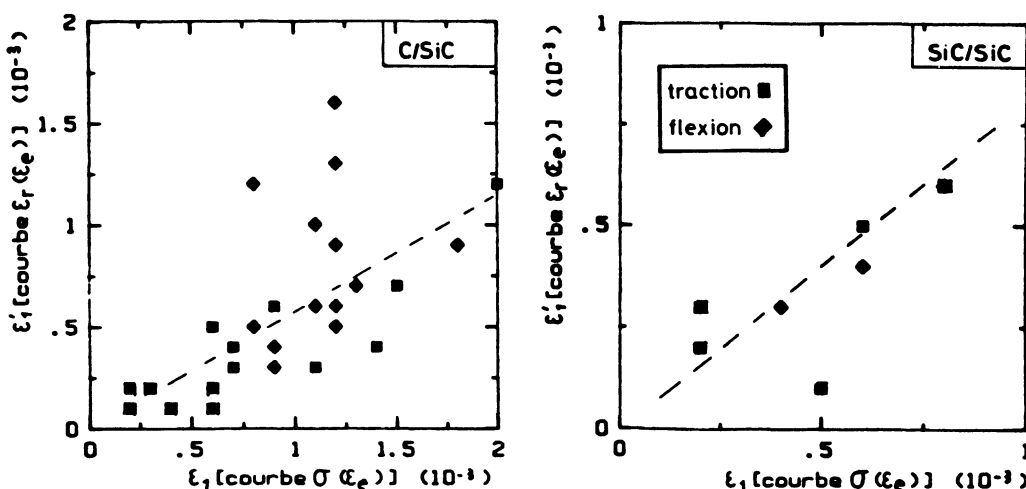 2
1.5
1
.5
0
0
.5
1
1.5
2
C/SiC
ε'₁ [courbe εᵣ(εₑ)] (10⁻³)
ε₁ [courbe σ(εₑ)] (10⁻³)
1
.5
0
0
.5
1
SiC/SiC
traction
flexion
ε'₁ [courbe εᵣ(εₑ)] (10⁻³)
ε₁ [courbe σ(εₑ)] (10⁻³)